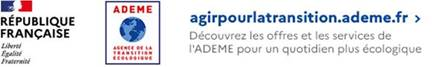 RÉPUBLIQUE
FRANÇAISE
Liberté
Égalité
Fraternité
ADEME
AGENCE DE LA
TRANSITION
ÉCOLOGIQUE
agirpourlatransition.ademe.fr >
Découvrez les offres et les services de
l'ADEME pour un quotidien plus écologique